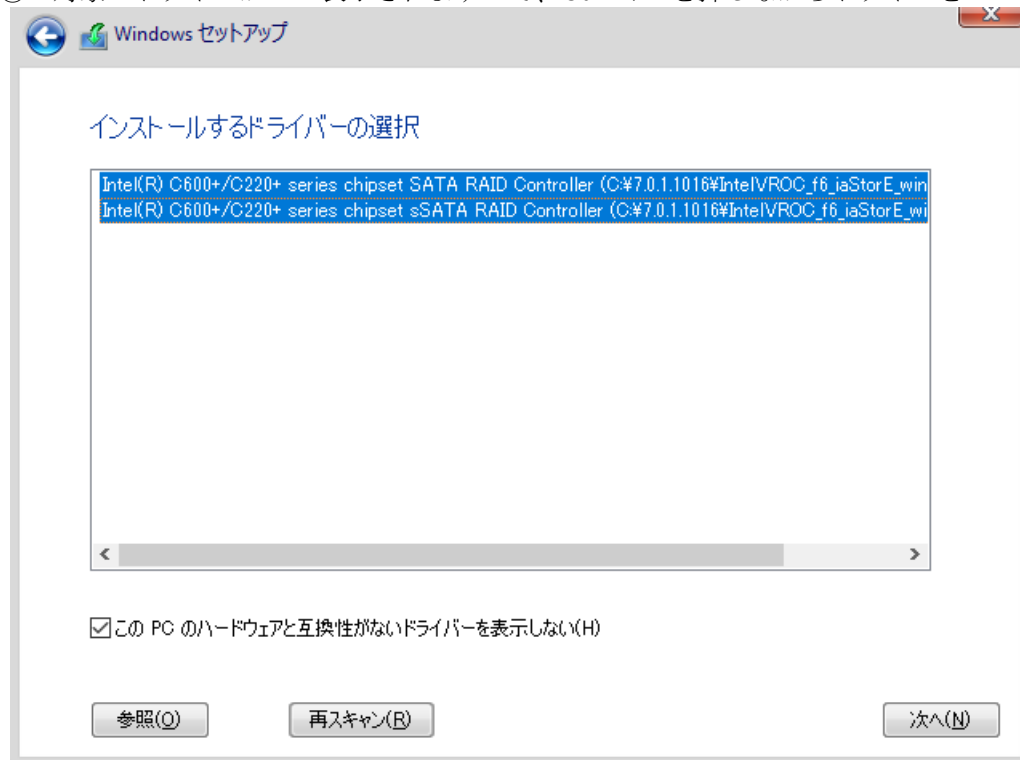 Windows セットアップ
インストールするドライバーの選択
Intel(R) C600+/C220+ series chipset SATA RAID Controller (C:¥7.0.1.1016¥IntelVROC_f6_iaStorE_win
Intel(R) C600+/C220+ series chipset sSATA RAID Controller (C:¥7.0.1.1016¥IntelVROC_f6_iaStorE_wi
このPC のハードウェアと互換性がないドライバーを表示しない(H)
参照(O)
再スキャン(R)
次へ(N)